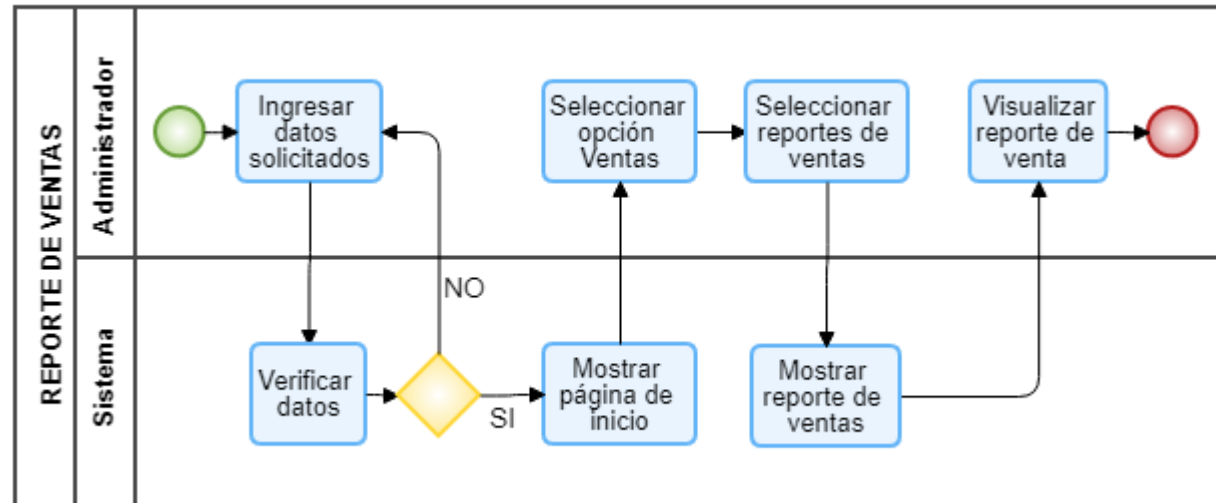 REPORTE DE VENTAS
Administrador
Ingresar
datos
solicitados
Seleccionar
opción
Ventas
Seleccionar
reportes de
ventas
Visualizar
reporte de
venta
Sistema
Verificar
datos
NO
SI
Mostrar
página de
inicio
Mostrar
reporte de
ventas